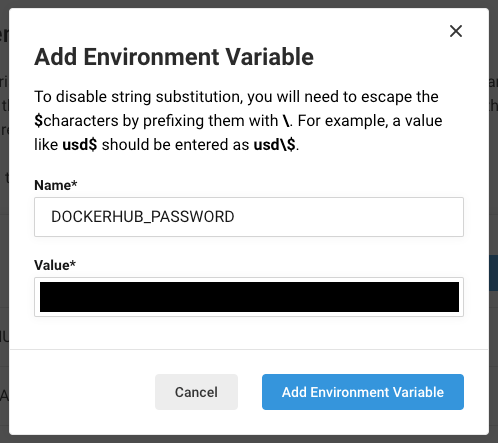 Add Environment Variable
To disable string substitution, you will need to escape the
$characters by prefixing them with \. For example, a value
like usd$ should be entered as usd\$.
Name*
DOCKERHUB_PASSWORD
Value*
Cancel
Add Environment Variable